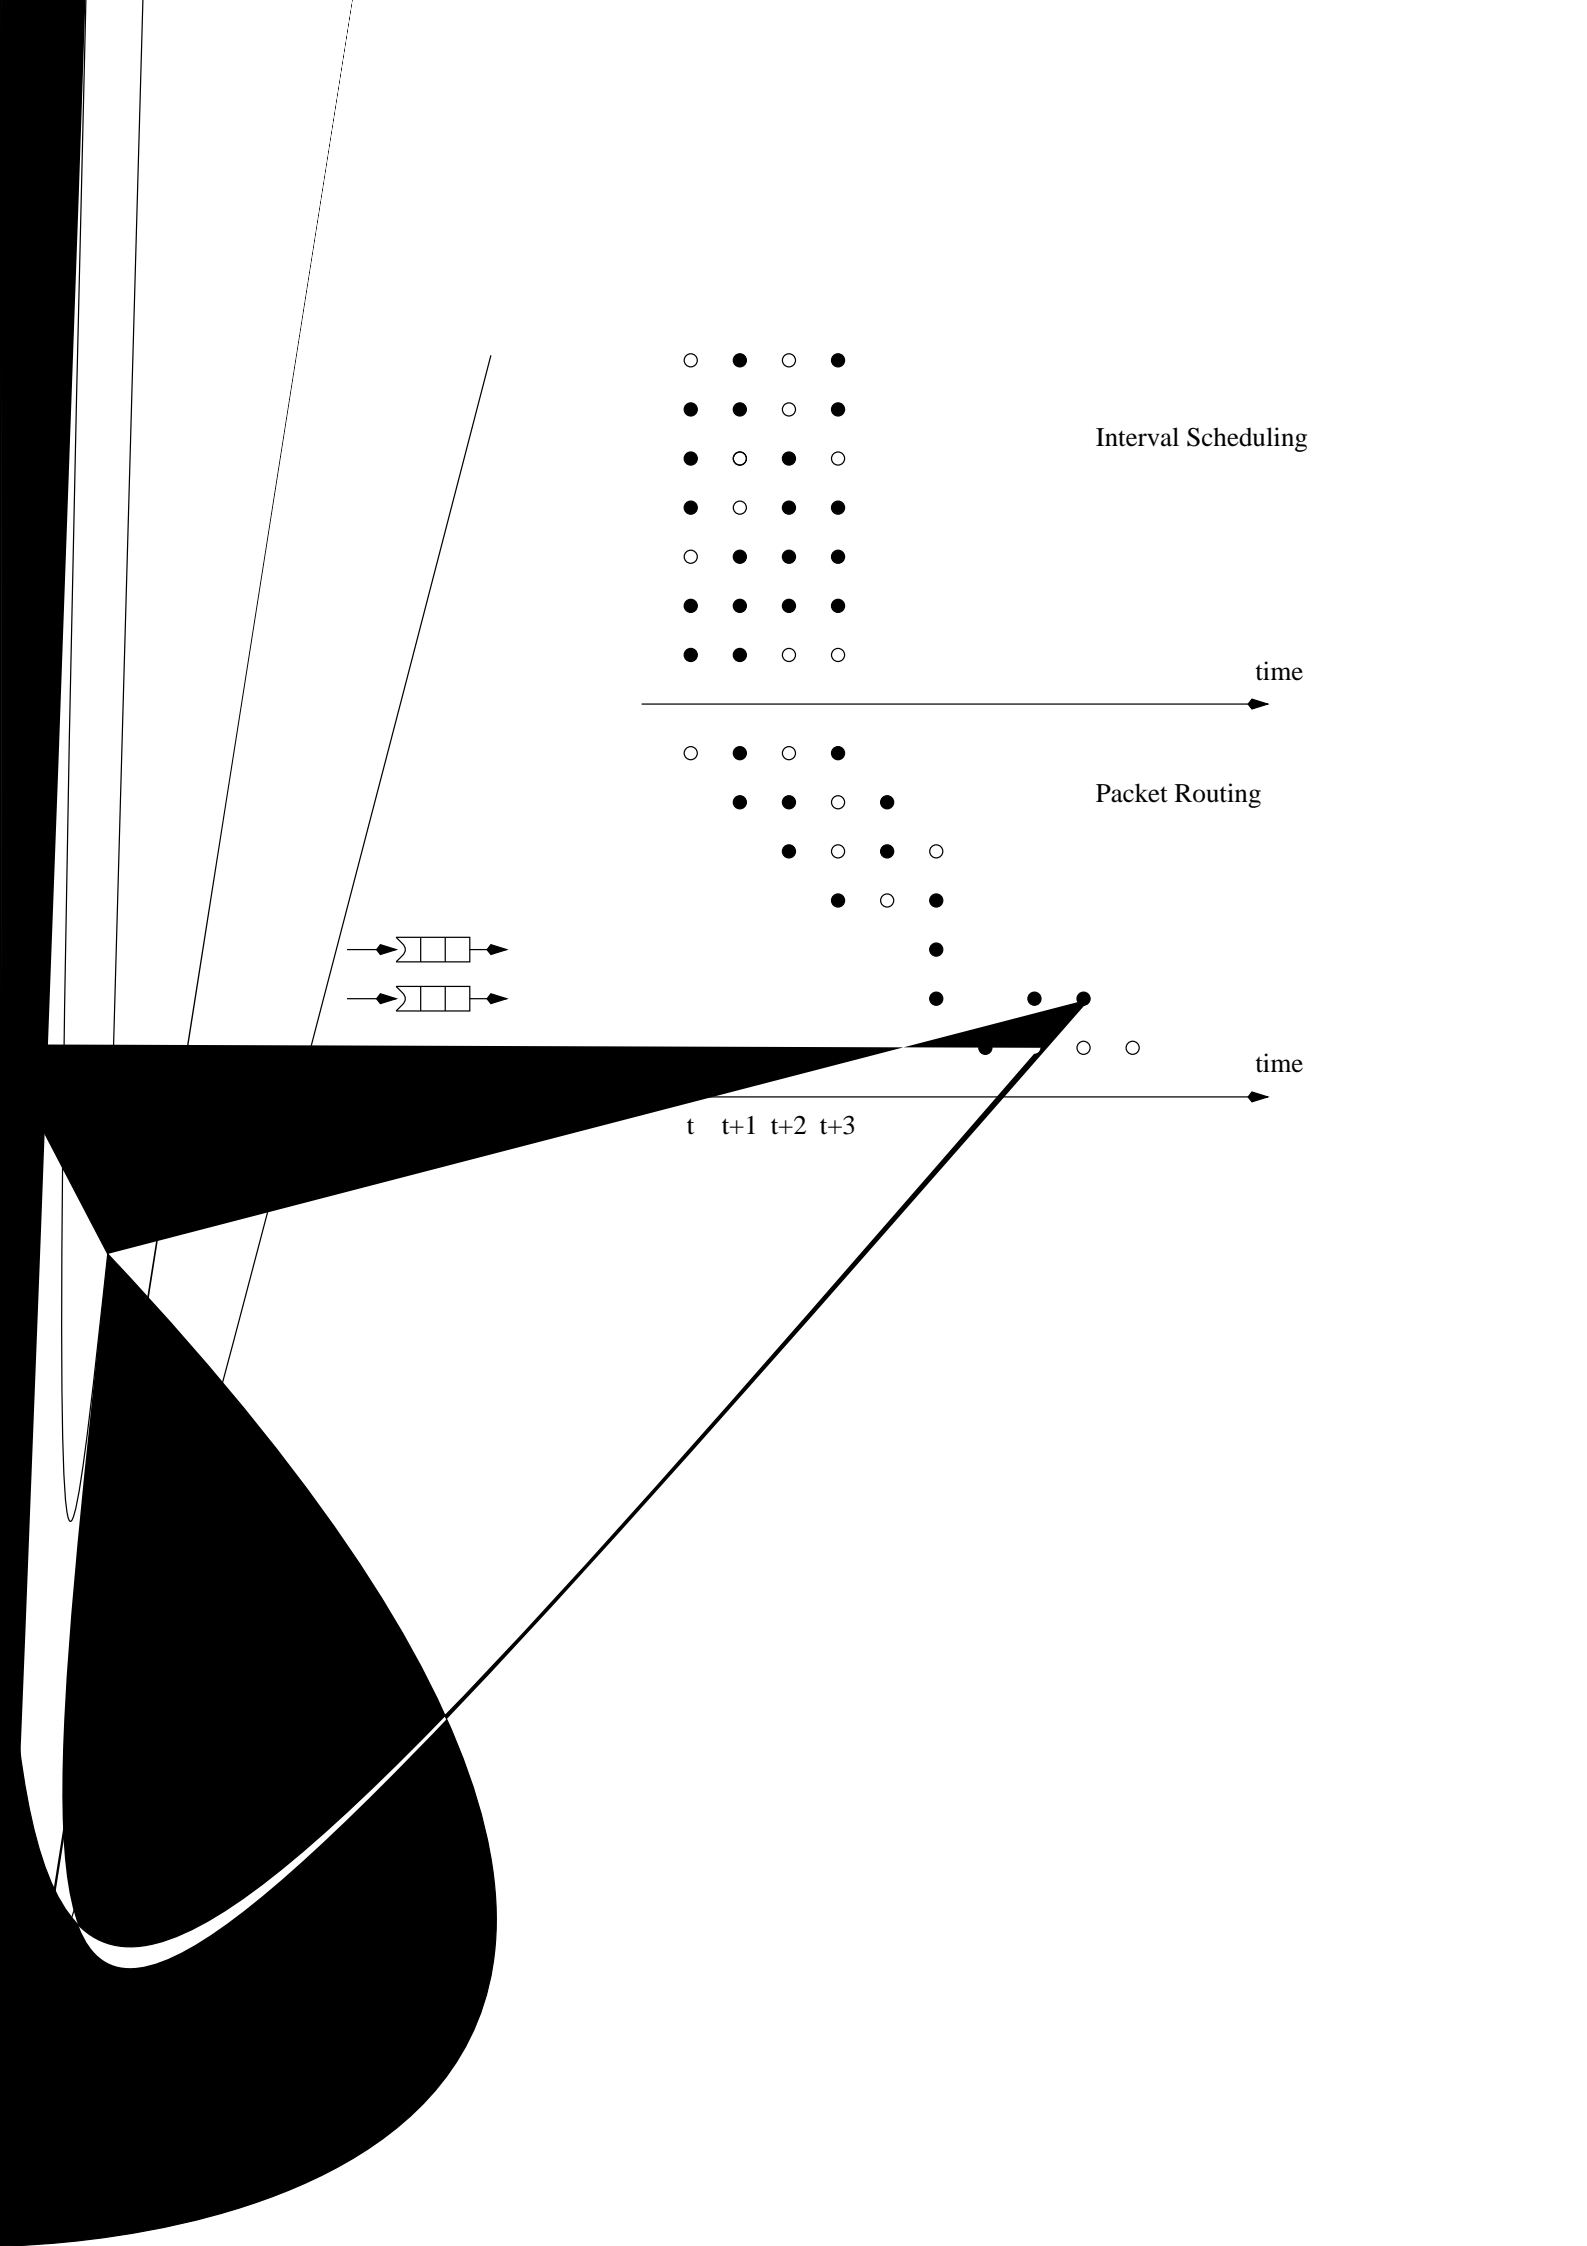 Interval Scheduling
time
Packet Routing
time
t t+1 t+2 t+3